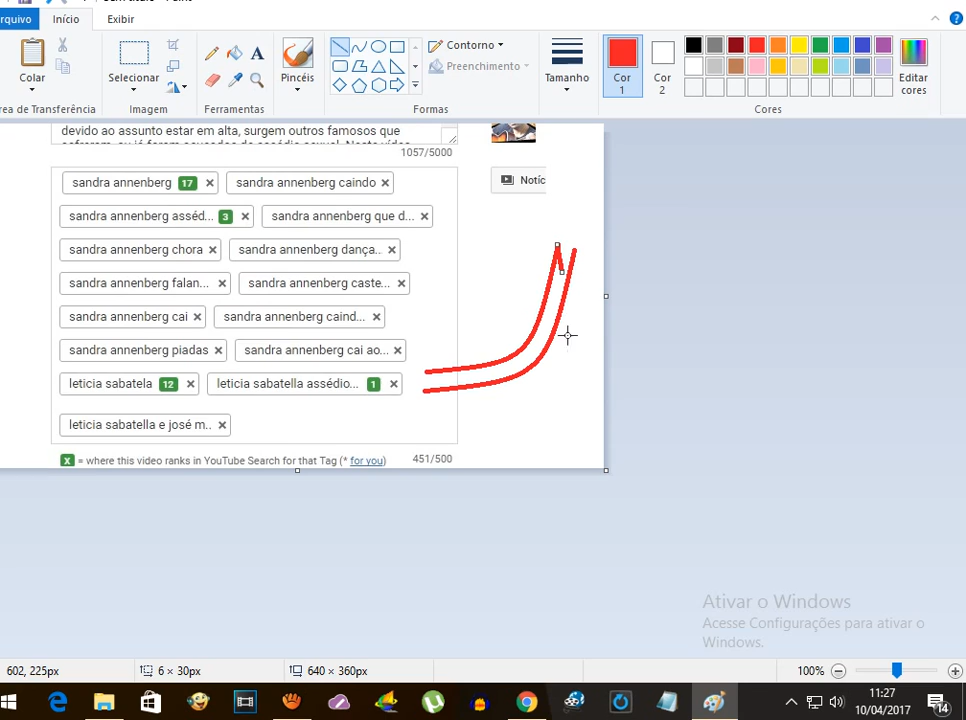 Arquivo Início Exibir
Colar
Selecionar
Pincéis
Contorno
Preenchimento
Tamanho
Cor 1
Cor 2
Editar cores
Imagem Ferramentas Formas Cores
devido ao assunto estar em alta, surgem outros famosos que
1057/5000
sandra annenberg 17 × sandra annenberg caindo ×
Notíc
sandra annenberg asséd... 3 × sandra annenberg que d... ×
sandra annenberg chora × sandra annenberg dança... ×
sandra annenberg falan... × sandra annenberg caste... ×
sandra annenberg cai × sandra annenberg caind... ×
sandra annenberg piadas × sandra annenberg cai ao... ×
leticia sabatela 12 × leticia sabatella assédio... 1 ×
leticia sabatella e josé m.. ×
x = where this video ranks in YouTube Search for that Tag (* for you) 451/500
Ativar o Windows
Acesse Configurações para ativar o
Windows.
602, 225px 6 × 30px 640 × 360px 100%
11:27
10/04/2017
14